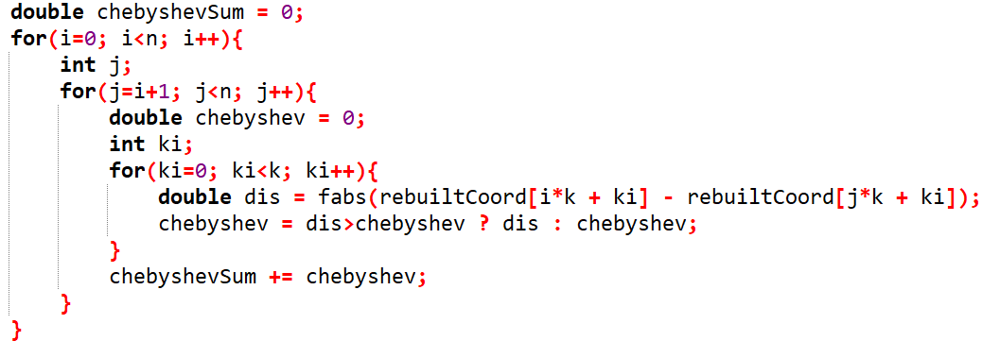 double chebyshevSum = 0;
for(i=0; i<n; i++){
    int j;
    for(j=i+1; j<n; j++){
        double chebyshev = 0;
        int ki;
        for(ki=0; ki<k; ki++){
            double dis = fabs(rebuiltCoord[i*k + ki] - rebuiltCoord[j*k + ki]);
            chebyshev = dis>chebyshev ? dis : chebyshev;
        }
        chebyshevSum += chebyshev;
    }
}